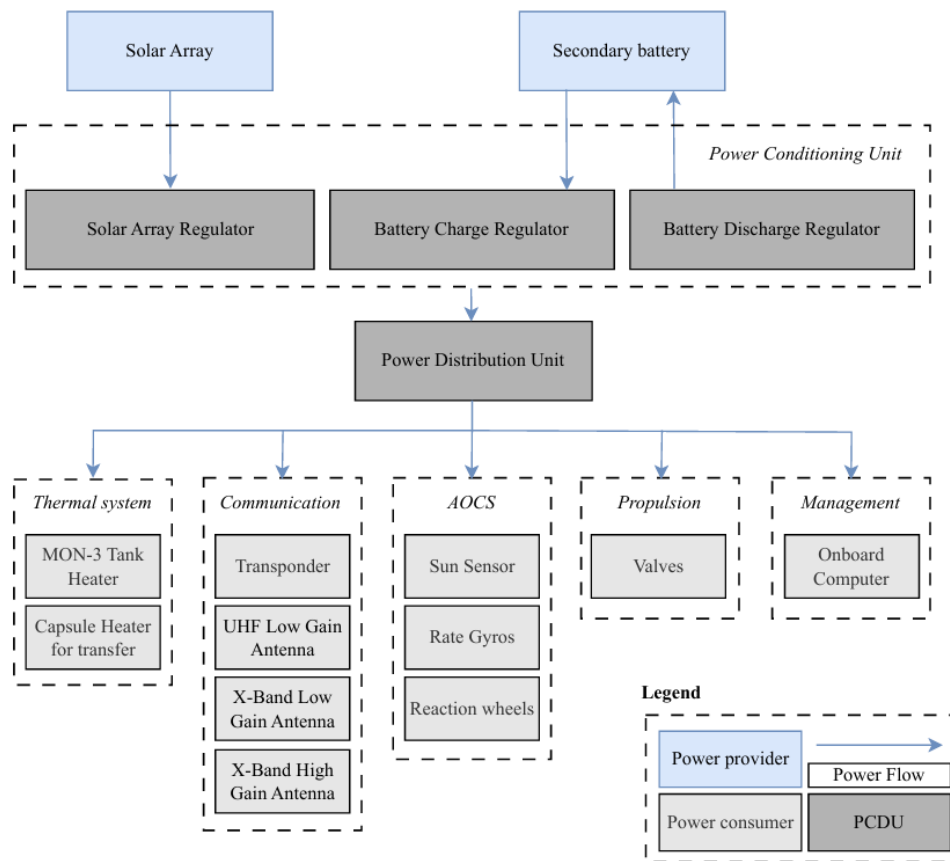 Solar Array
Secondary battery
Power Conditioning Unit
Solar Array Regulator
Battery Charge Regulator
Battery Discharge Regulator
Power Distribution Unit
Thermal system
MON-3 Tank
Heater
Capsule Heater
for transfer
Communication
Transponder
UHF Low Gain
Antenna
X-Band Low
Gain Antenna
X-Band High
Gain Antenna
AOCS
Sun Sensor
Rate Gyros
Reaction wheels
Propulsion
Valves
Management
Onboard
Computer
Legend
Power provider
Power Flow
Power consumer
PCDU